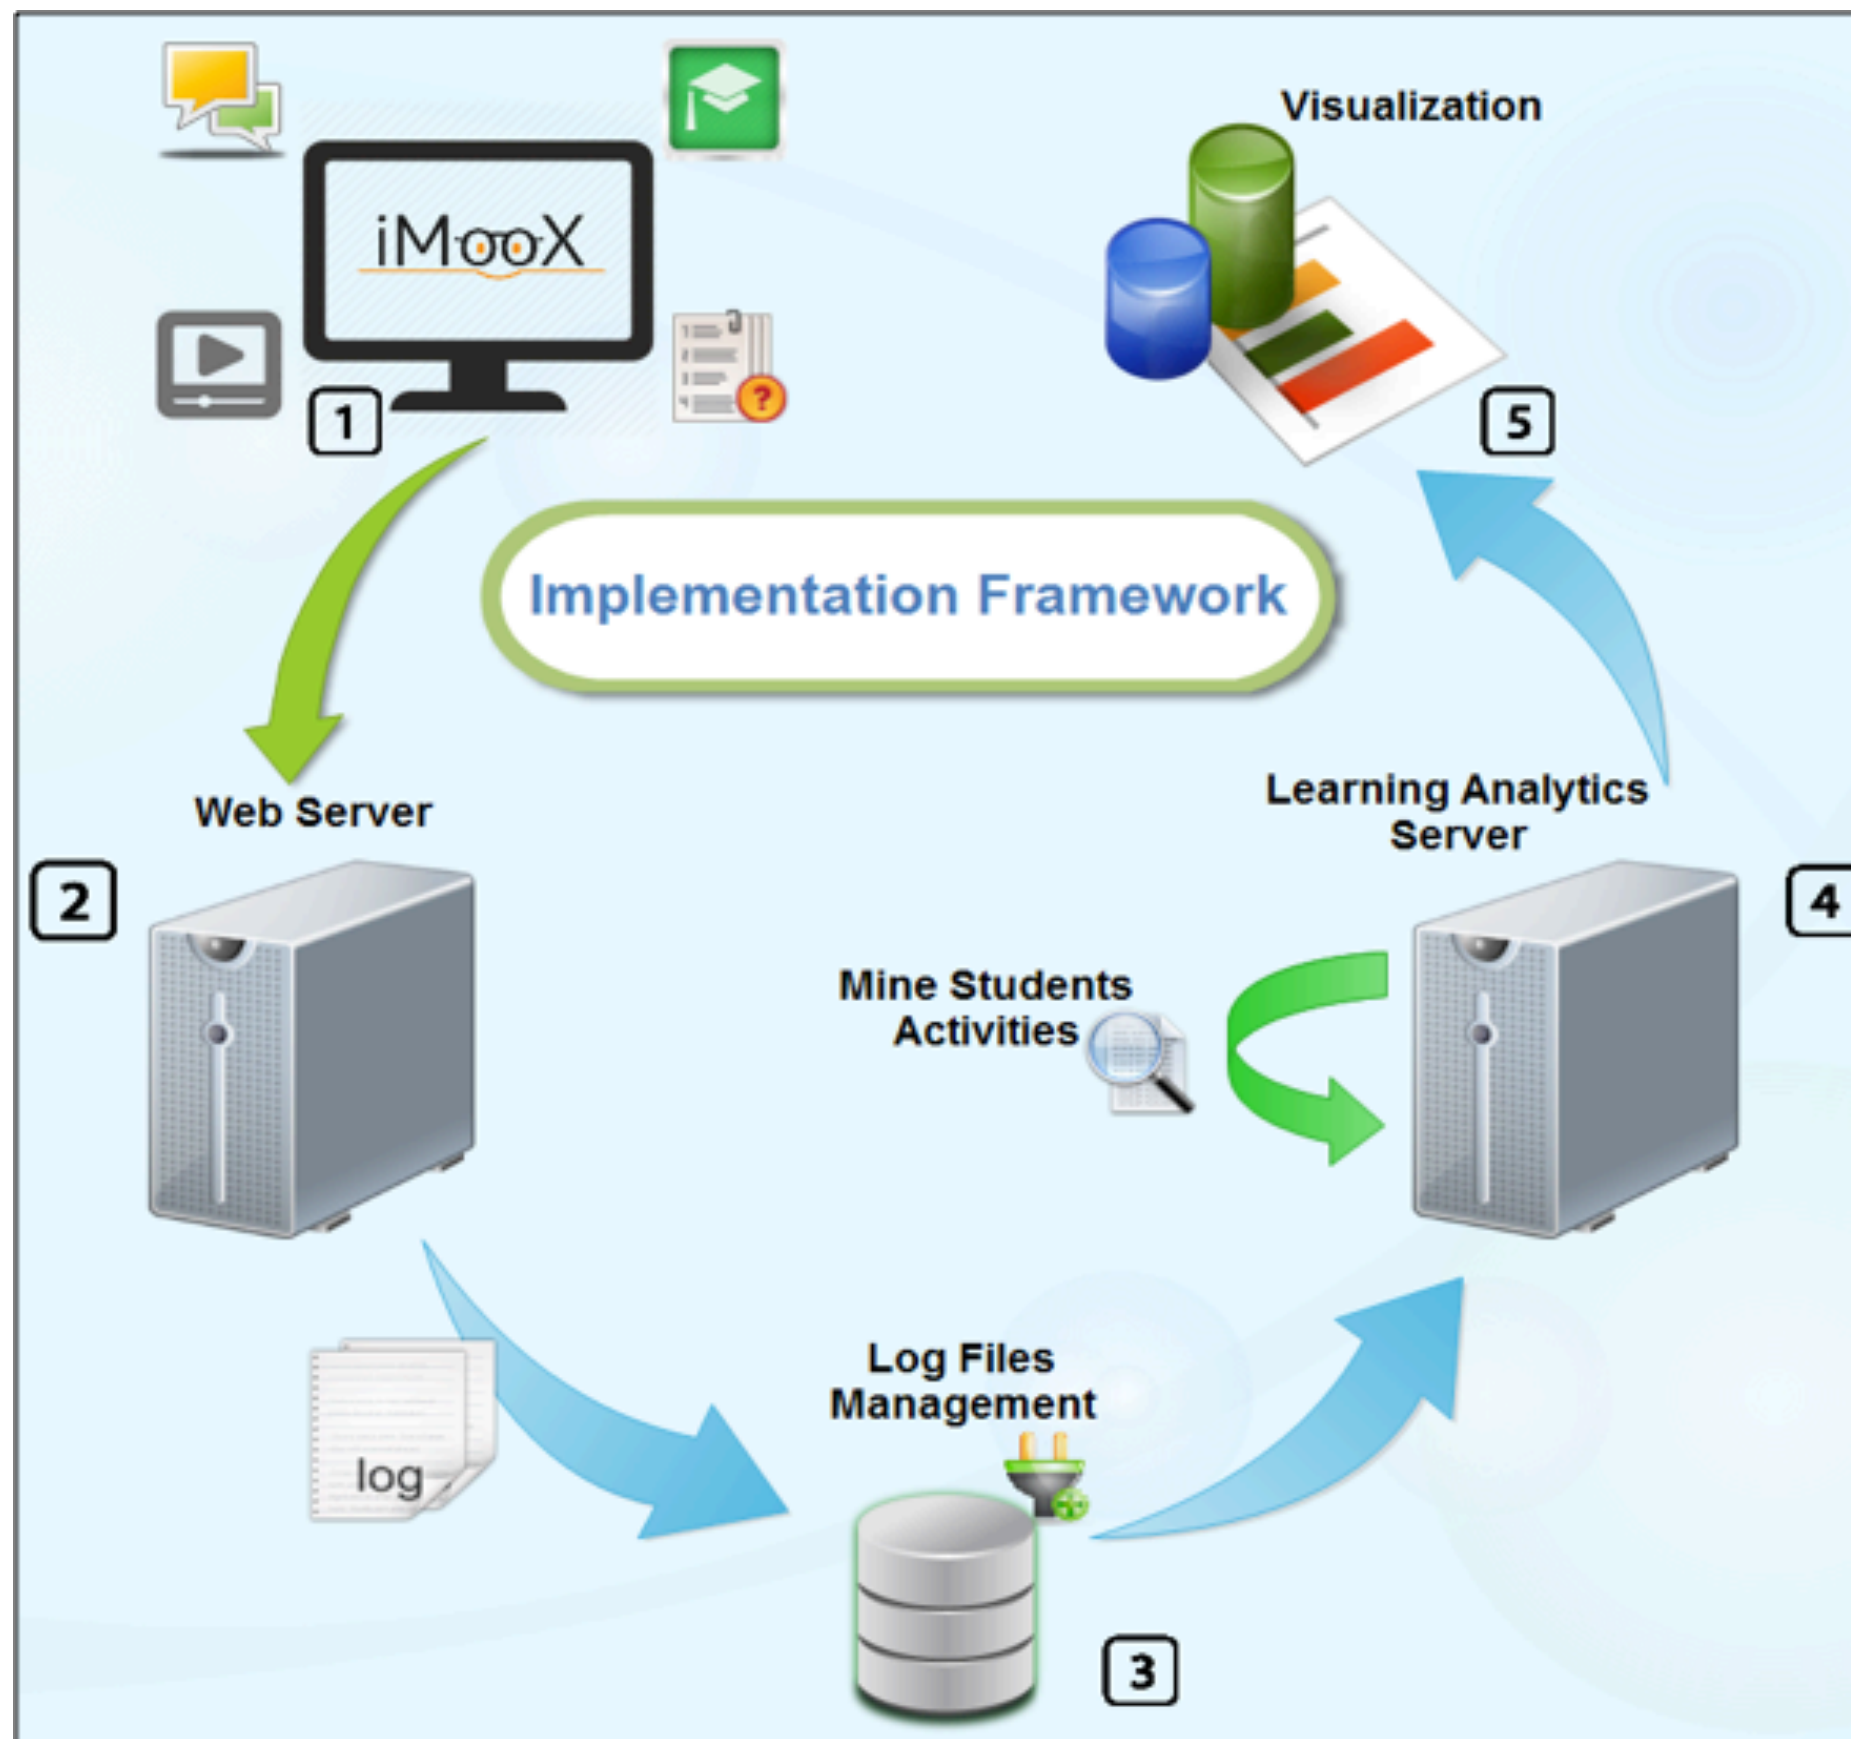 Visualization
iMooX
1
5
Implementation Framework
Web Server
Learning Analytics
Server
2
4
Mine Students
Activities
Log Files
Management
log
3